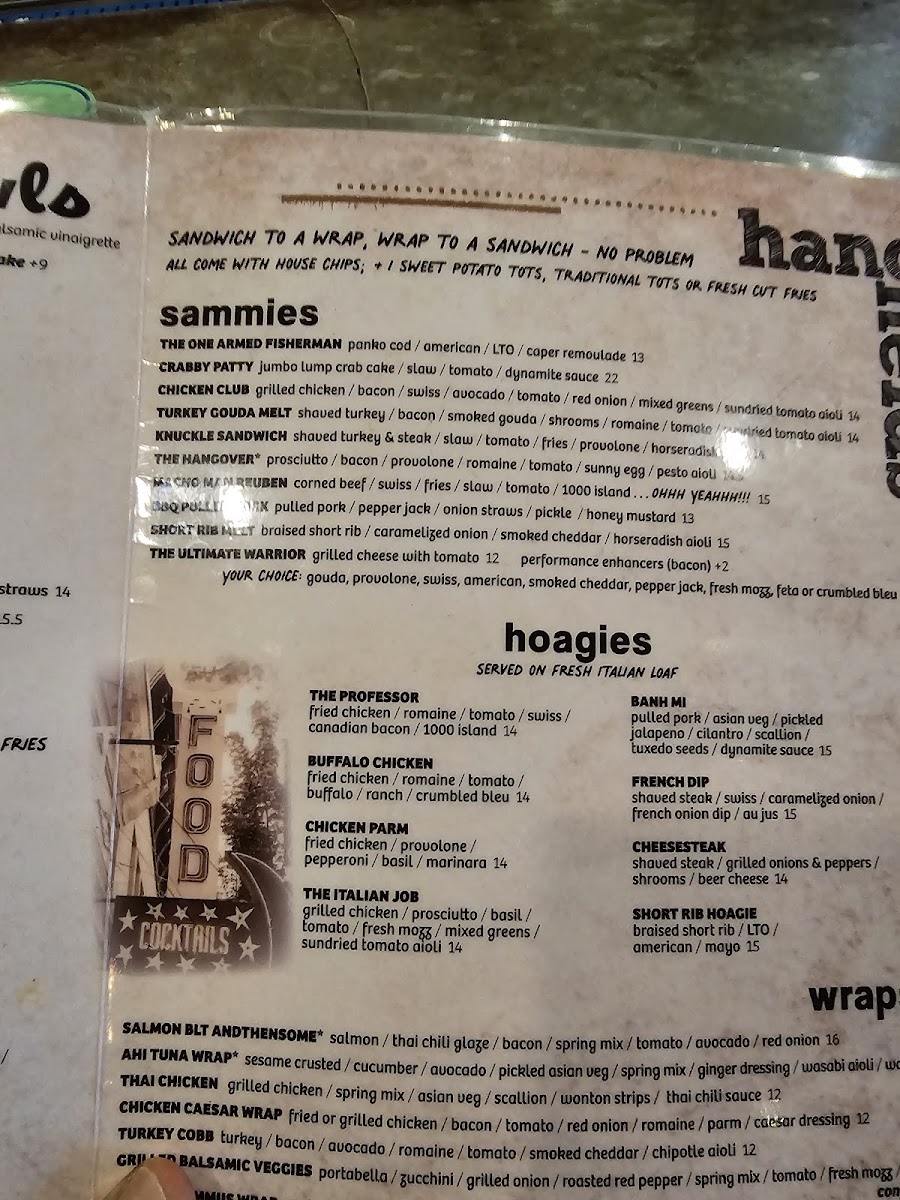 alsamic vinaigrette
+9
straws 14
FRIES
SANDWICH TO A WRAP, WRAP TO A SANDWICH - NO PROBLEM
ALL COME WITH HOUSE CHIPS; + 1 SWEET POTATO TOTS, TRADITIONAL TOTS OR FRESH CUT FRIES
sammies
THE ONE ARMED FISHERMAN panko cod / american / LTO / caper remoulade 13
CRABBY PATTY jumbo lump crab cake / slaw / tomato / dynamite sauce 22
CHICKEN CLUB grilled chicken / bacon / swiss / avocado / tomato / red onion / mixed greens / sundried tomato aioli 14
TURKEY GOUDA MELT shaved turkey / bacon / smoked gouda / shrooms / romaine / tomato / sundried tomato aioli 14
KNUCKLE SANDWICH shaved turkey & steak / slaw / tomato / fries / provolone / horseradish
THE HANGOVER* prosciutto / bacon / provolone / romaine / tomato / sunny egg / pesto aioli
MACHO MAN REUBEN corned beef / swiss / fries / slaw / tomato / 1000 island ... OHHH YEAHHH!!! 15
BBQ PULLED PORK pulled pork / pepper jack / onion straws / pickle / honey mustard 13
SHORT RIB MELT braised short rib / caramelized onion / smoked cheddar / horseradish aioli 15
THE ULTIMATE WARRIOR grilled cheese with tomato 12 performance enhancers (bacon) +2
YOUR CHOICE: gouda, provolone, swiss, american, smoked cheddar, pepper jack, fresh mozz, feta or crumbled bleu
hoagies
SERVED ON FRESH ITALIAN LOAF
THE PROFESSOR
fried chicken / romaine / tomato / swiss /
canadian bacon / 1000 island 14
BUFFALO CHICKEN
fried chicken / romaine / tomato /
buffalo / ranch / crumbled bleu 14
CHICKEN PARM
fried chicken / provolone /
pepperoni / basil / marinara 14
THE ITALIAN JOB
grilled chicken / prosciutto / basil /
tomato / fresh mozz / mixed greens /
sundried tomato aioli 14
BANH MI
pulled pork / asian veg / pickled
jalapeno / cilantro / scallion /
tuxedo seeds / dynamite sauce 15
FRENCH DIP
shaved steak / swiss / caramelized onion /
french onion dip / au jus 15
CHEESESTEAK
shaved steak / grilled onions & peppers /
shrooms / beer cheese 14
SHORT RIB HOAGIE
braised short rib / LTO /
american / mayo 15
FOOD
COCKTAILS
wrap
SALMON BLT ANDTHENSOME* salmon / thai chili glaze / bacon / spring mix / tomato / avocado / red onion 16
AHI TUNA WRAP* sesame crusted / cucumber / avocado / pickled asian veg / spring mix / ginger dressing / wasabi aioli /
THAI CHICKEN grilled chicken / spring mix / asian veg / scallion / wonton strips / thai chili sauce 12
CHICKEN CAESAR WRAP fried or grilled chicken / bacon / tomato / red onion / romaine / parm / caesar dressing 12
TURKEY COBB turkey / bacon / avocado / romaine / tomato / smoked cheddar / chipotle aioli 12
GRILLED BALSAMIC VEGGIES portabella / zucchini / grilled onion / roasted red pepper / spring mix / tomato / fresh mozz /